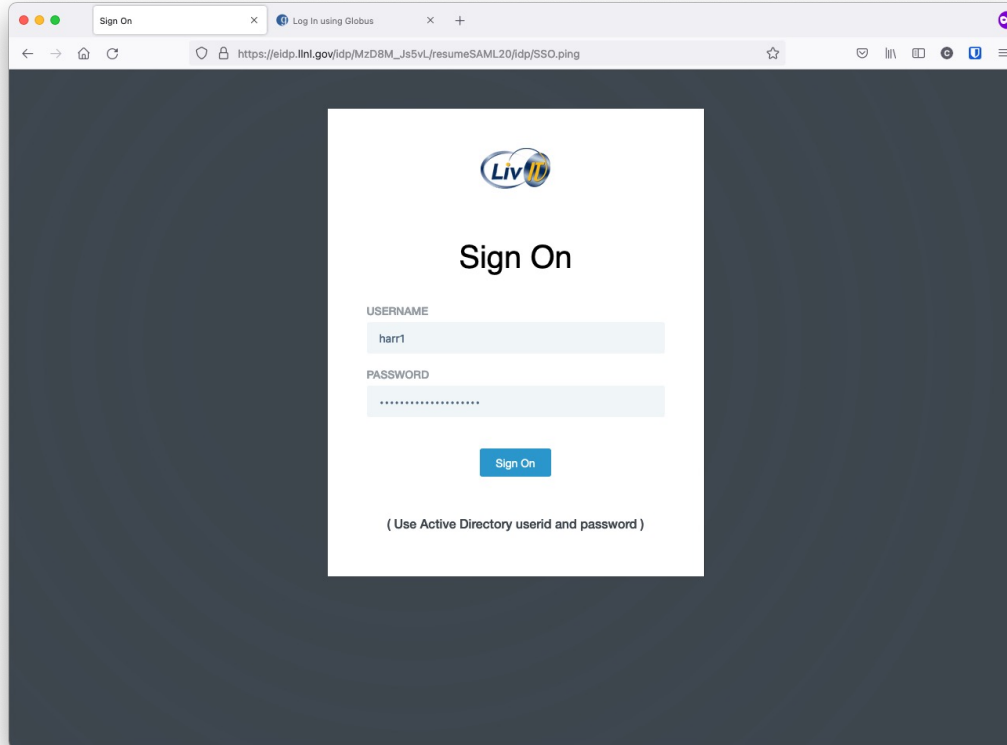 Sign On
Log In using Globus
https://eidp.llnl.gov/idp/MzD8M_Js5vL/resumeSAML20/idp/SSO.ping
LivIT
Sign On
USERNAME
harr1
PASSWORD
••••••••••••••••••••
Sign On
( Use Active Directory userid and password )